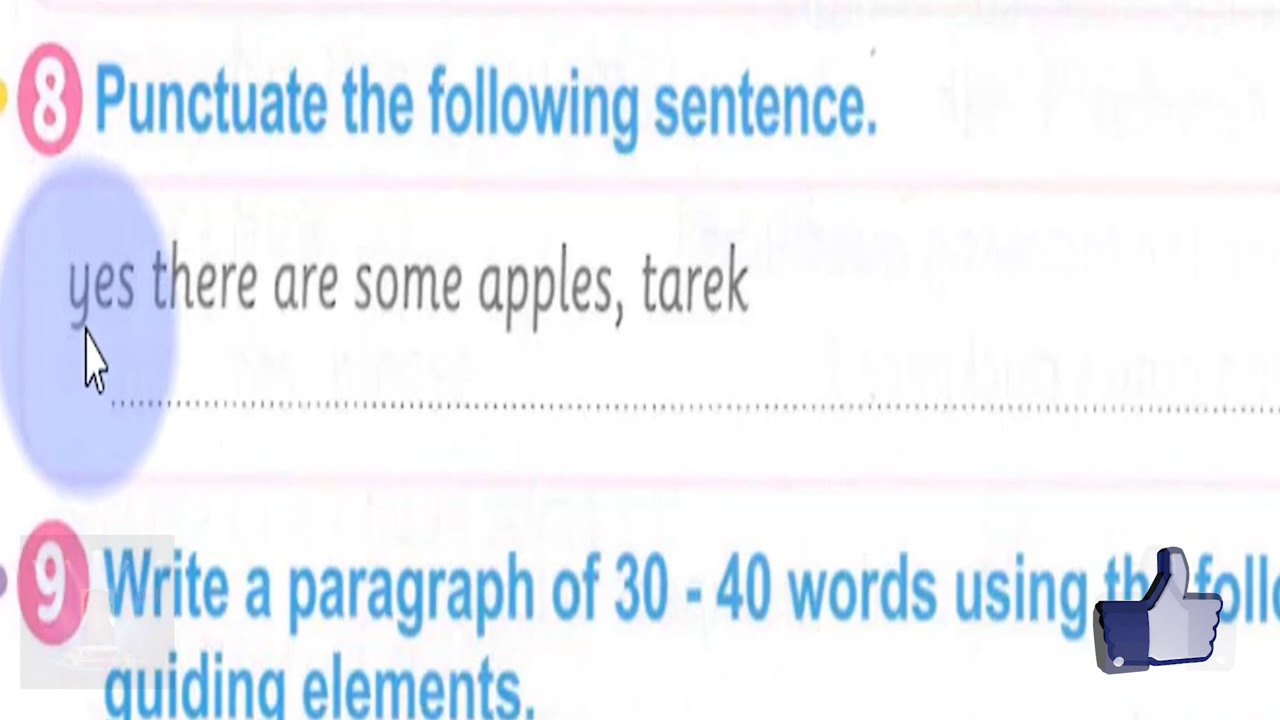 8 Punctuate the following sentence.
yes there are some apples, tarek
9 Write a paragraph of 30 - 40 words using the
guiding elements.